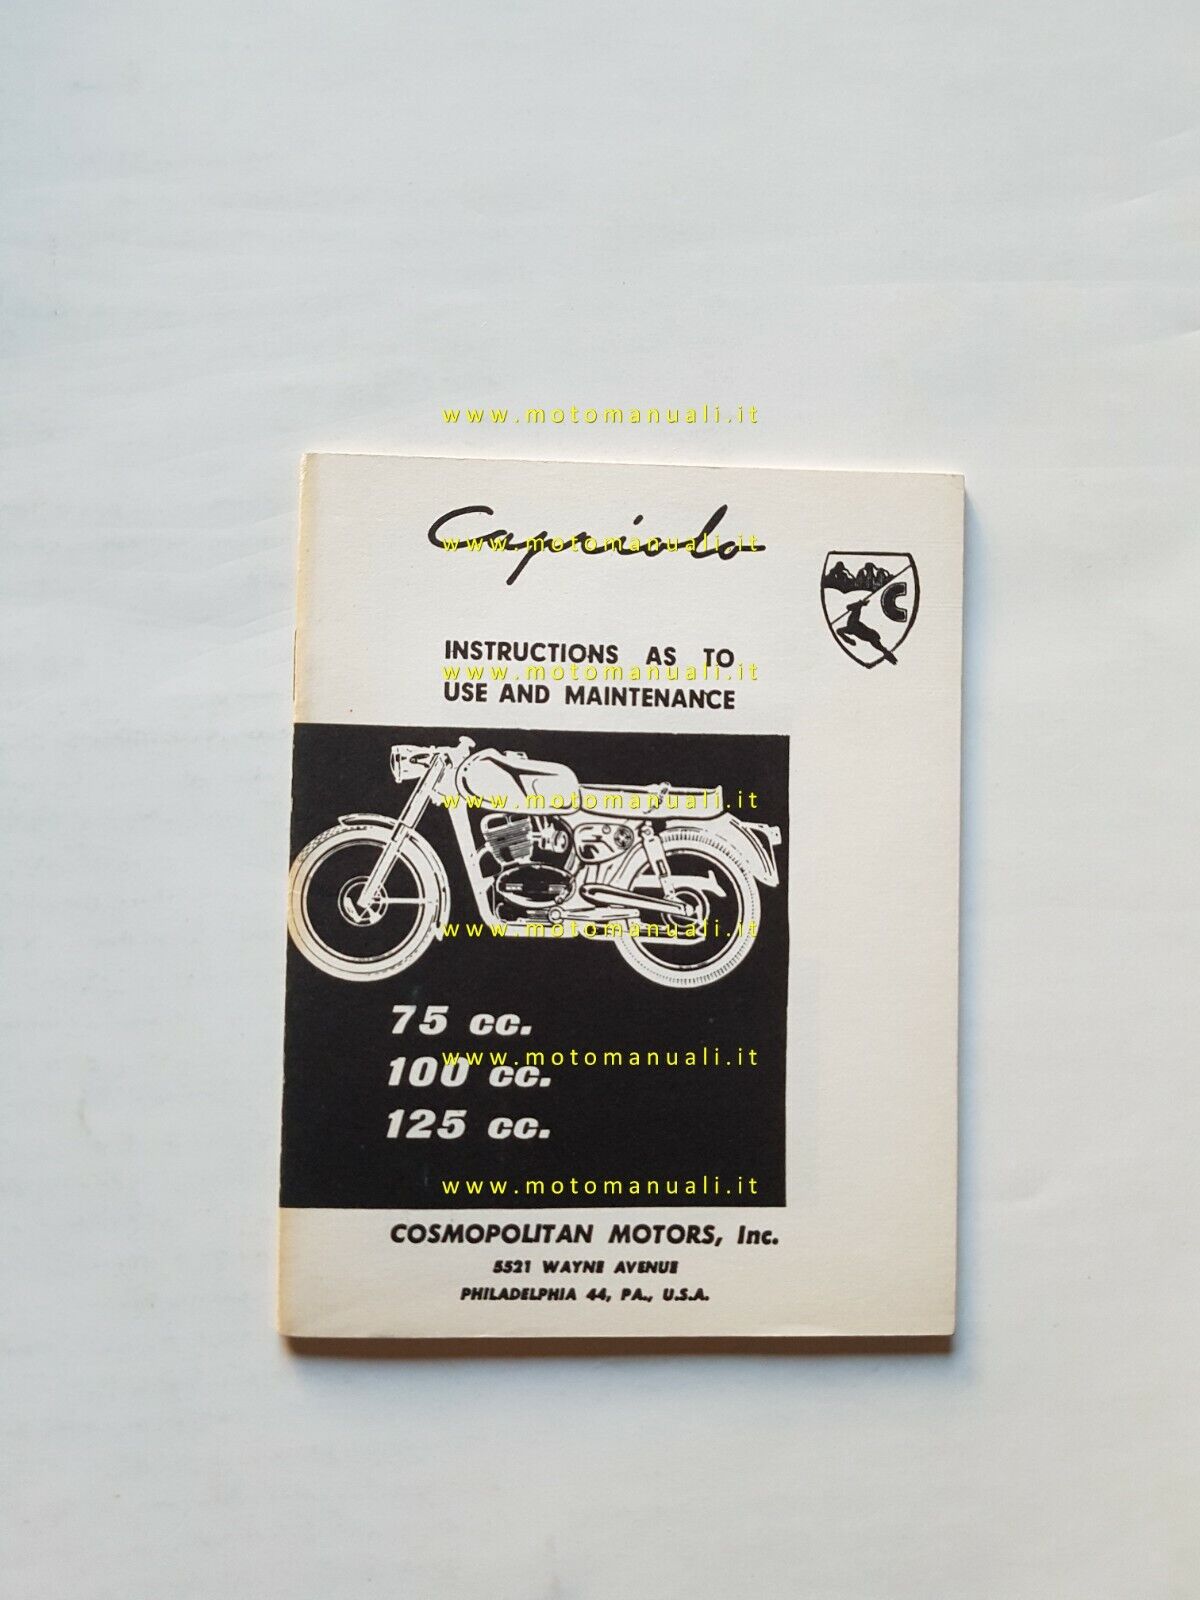 www.motomanuali.it
Capriolo
www.motomanuali.it
C
INSTRUCTIONS AS TO
www.motomanuali.it
USE AND MAINTENANCE
www.motomanuali.it
www.motomanuali.it
75 cc.
www.motomanuali.it
100 cc.
125 cc.
www.motomanuali.it
COSMOPOLITAN MOTORS, Inc.
5521 WAYNE AVENUE
PHILADELPHIA 44, PA., U.S.A.